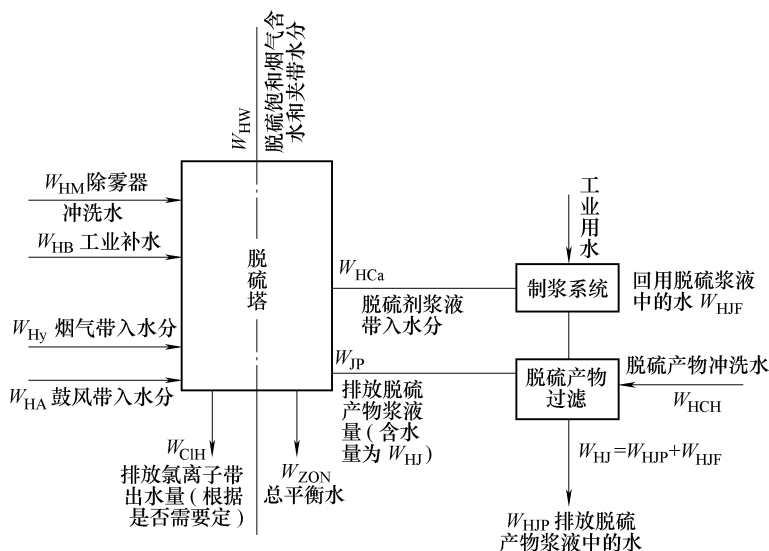 脱硫饱和烟气含
水和夹带水分
W_HW
W_HM 除雾器
冲洗水
W_HB 工业补水
W_Hy 烟气带入水分
W_HA 鼓风带入水分
脱硫塔
W_HCa
脱硫剂浆液
带入水分
W_JP
排放脱硫
产物浆液
量(含水
量为 W_HJ)
工业用水
制浆系统
回用脱硫浆液
中的水 W_HJF
脱硫产物
过滤
脱硫产物冲洗水
W_HCH
W_HJ=W_HJP+W_HJF
W_HJP 排放脱硫
产物浆液中的水
W_ClH
排放氯离子带
出水量(根据
是否需要定)
W_ZON
总平衡水